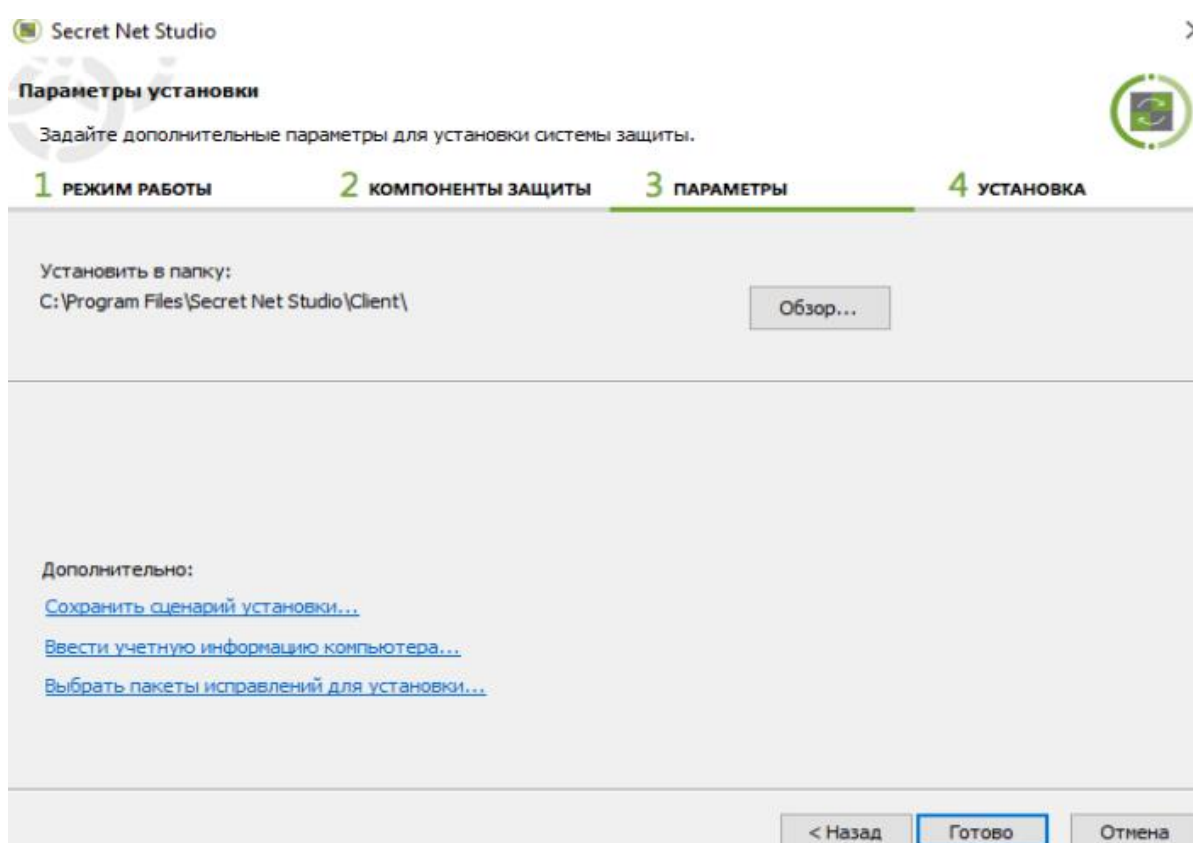 Secret Net Studio
Параметры установки
Задайте дополнительные параметры для установки системы защиты.
1 РЕЖИМ РАБОТЫ 2 КОМПОНЕНТЫ ЗАЩИТЫ 3 ПАРАМЕТРЫ 4 УСТАНОВКА
Установить в папку:
C:\Program Files\Secret Net Studio\Client\
Обзор...
Дополнительно:
Сохранить сценарий установки...
Ввести учетную информацию компьютера...
Выбрать пакеты исправлений для установки...
< Назад Готово Отмена